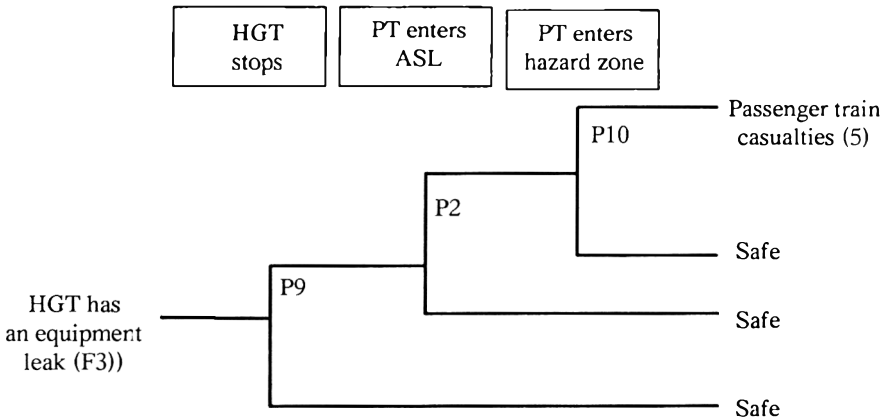 HGT
stops
PT enters
ASL
PT enters
hazard zone
Passenger train
casualties (5)
P10
P2
Safe
P9
Safe
HGT has
an equipment
leak (F3))
Safe